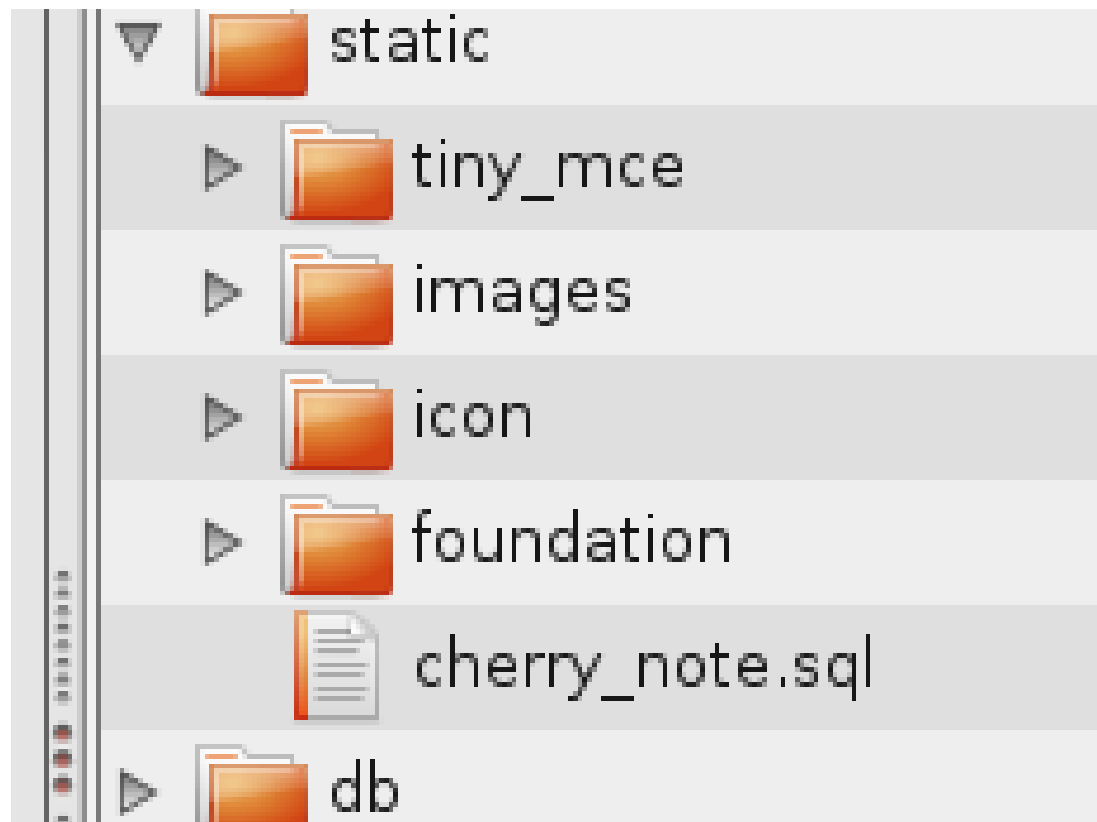 static
tiny_mce
images
icon
foundation
cherry_note.sql
db